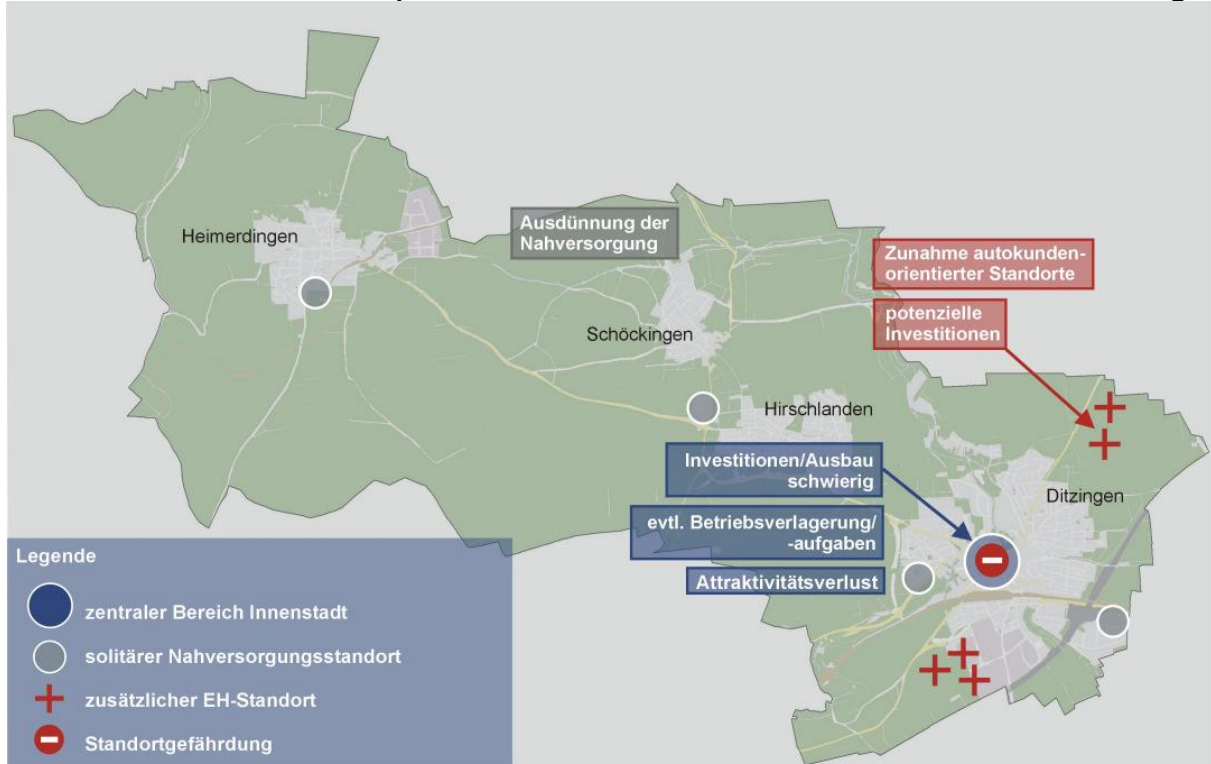 Ausdünnung der
Nahversorgung
Heimerdingen
Zunahme autokunden-
orientierter Standorte
potenzielle
Investitionen
Schöckingen
Hirschlanden
Investitionen/Ausbau
schwierig
Ditzingen
evtl. Betriebsverlagerung/
-aufgaben
Attraktivitätsverlust
Legende
zentraler Bereich Innenstadt
solitärer Nahversorgungsstandort
zusätzlicher EH-Standort
Standortgefährdung